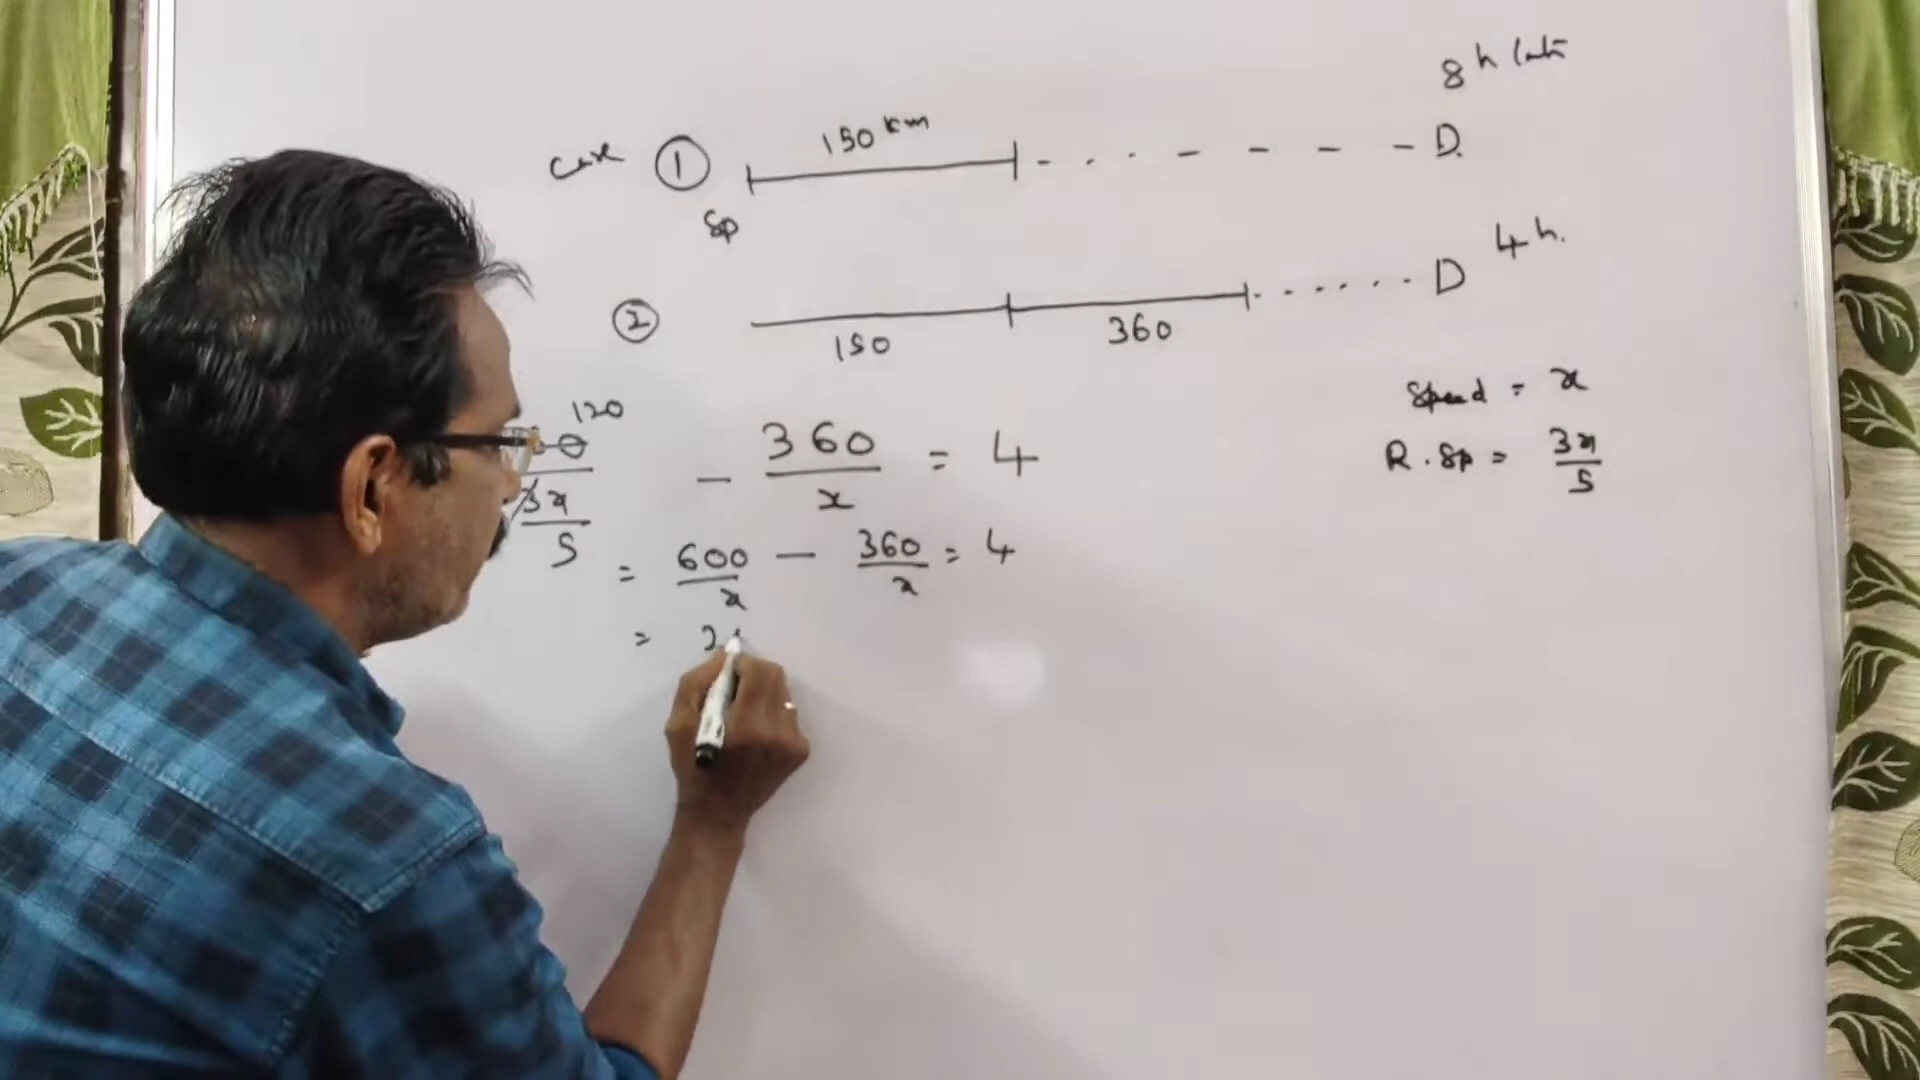 8 h late
Case ① 150 km D.
Sp
4 h.
② D
150 360
Speed = x
120
- 360/x = 4
R. Sp = 3x/5
3x/5
= 600/x - 360/x = 4
=